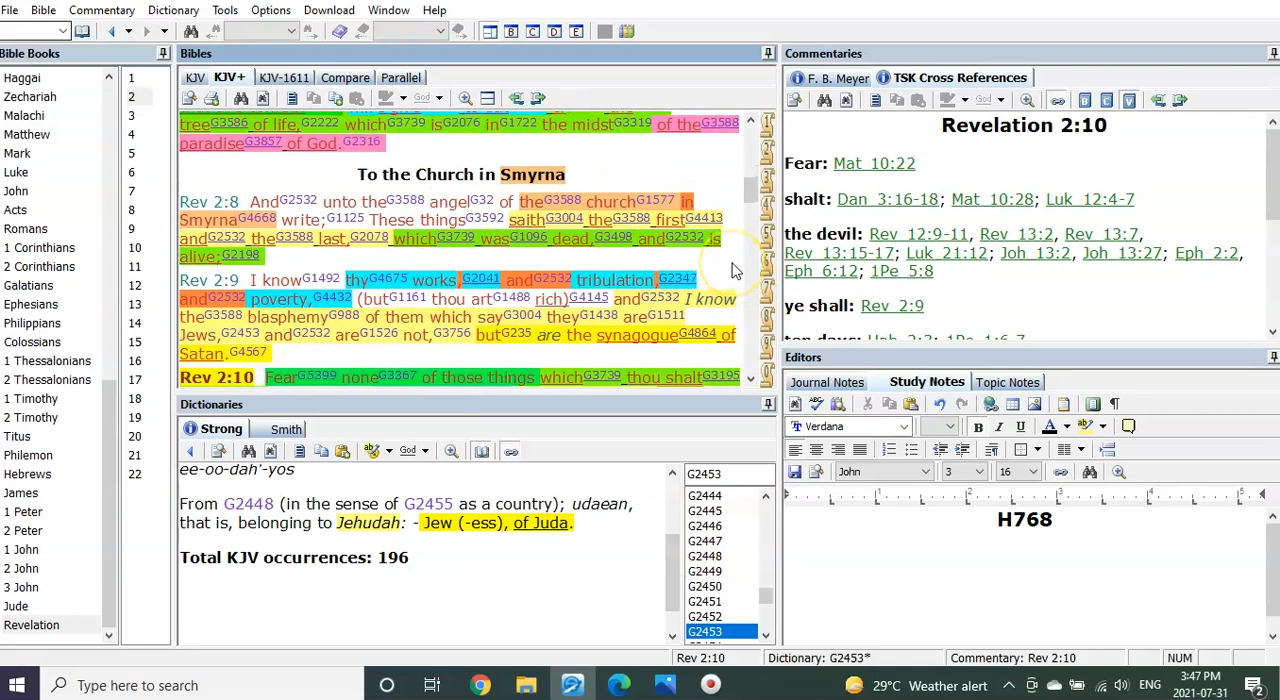 File Bible Commentary Dictionary Tools Options Download Window Help
B C D E
Bible Books
Haggai
Zechariah
Malachi
Matthew
Mark
Luke
John
Acts
Romans
1 Corinthians
2 Corinthians
Galatians
Ephesians
Philippians
Colossians
1 Thessalonians
2 Thessalonians
1 Timothy
2 Timothy
Titus
Philemon
Hebrews
James
1 Peter
2 Peter
1 John
2 John
3 John
Jude
Revelation
1
2
3
4
5
6
7
8
9
10
11
12
13
14
15
16
17
18
19
20
21
22
Bibles
KJV KJV+ KJV-1611 Compare Parallel
God
treeG3586 of life,G2222 whichG3739 isG2076 inG1722 the midstG3319 of theG3588
paradiseG3857 of God.G2316
To the Church in Smyrna
Rev 2:8 AndG2532 unto theG3588 angelG32 of theG3588 churchG1577 in
SmyrnaG4668 write;G1125 These thingsG3592 saithG3004 theG3588 firstG4413
andG2532 theG3588 last,G2078 whichG3739 wasG1096 dead,G3498 andG2532 is
alive;G2198
Rev 2:9 I knowG1492 thyG4675 works,G2041 andG2532 tribulation,G2347
andG2532 poverty,G4432 (butG1161 thou artG1488 rich)G4145 andG2532 I know
theG3588 blasphemyG988 of them which sayG3004 theyG1438 areG1511
Jews,G2453 andG2532 areG1526 not,G3756 butG235 are the synagogueG4864 of
Satan.G4567
Rev 2:10 FearG5399 noneG3367 of those things whichG3739 thou shaltG3195
Dictionaries
Strong Smith
God
ee-oo-dah'-yos
From G2448 (in the sense of G2455 as a country); udaean,
that is, belonging to Jehudah: - Jew (-ess), of Juda.
Total KJV occurrences: 196
G2453
G2444
G2445
G2446
G2447
G2448
G2449
G2450
G2451
G2452
G2453
Commentaries
F. B. Meyer TSK Cross References
God B C V
Revelation 2:10
Fear: Mat 10:22
shalt: Dan 3:16-18; Mat 10:28; Luk 12:4-7
the devil: Rev 12:9-11, Rev 13:2, Rev 13:7,
Rev 13:15-17; Luk 21:12; Joh 13:2, Joh 13:27; Eph 2:2,
Eph 6:12; 1Pe 5:8
ye shall: Rev 2:9
Editors
Journal Notes Study Notes Topic Notes
Verdana B I U A
John 3 16
1 2 3 4 5
H768
Rev 2:10 Dictionary: G2453* Commentary: Rev 2:10 NUM
Type here to search
29°C Weather alert ENG 3:47 PM
2021-07-31
2